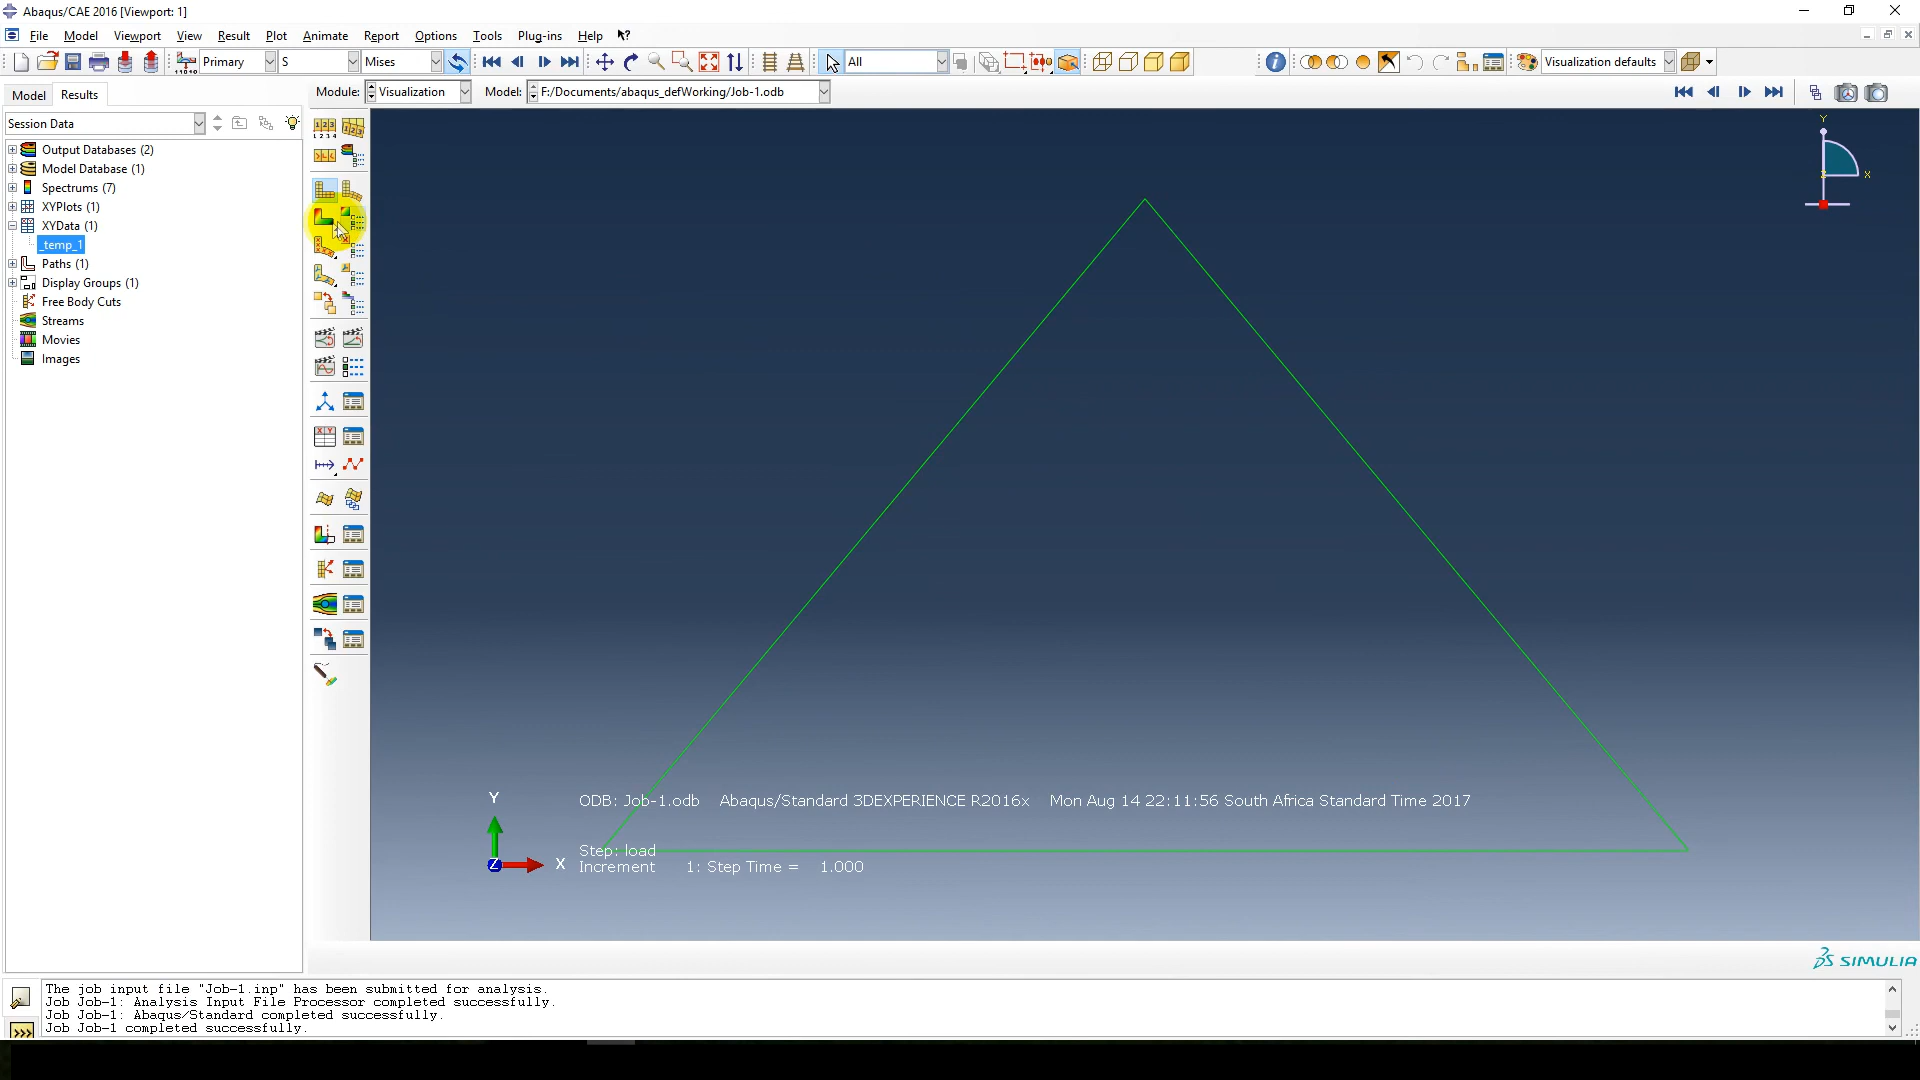 Abaqus/CAE 2016 [Viewport: 1]
File Model Viewport View Result Plot Animate Report Options Tools Plug-ins Help
Primary S Mises All Visualization defaults
Model Results
Module: Visualization Model: F:/Documents/abaqus_defWorking/Job-1.odb
Session Data
Output Databases (2)
Model Database (1)
Spectrums (7)
XYPlots (1)
XYData (1)
_temp_1
Paths (1)
Display Groups (1)
Free Body Cuts
Streams
Movies
Images
Y
X
Y
X
Z
ODB: Job-1.odb Abaqus/Standard 3DEXPERIENCE R2016x Mon Aug 14 22:11:56 South Africa Standard Time 2017
Step: load
Increment 1: Step Time = 1.000
SIMULIA
The job input file "Job-1.inp" has been submitted for analysis.
Job Job-1: Analysis Input File Processor completed successfully.
Job Job-1: Abaqus/Standard completed successfully.
Job Job-1 completed successfully.
>>>